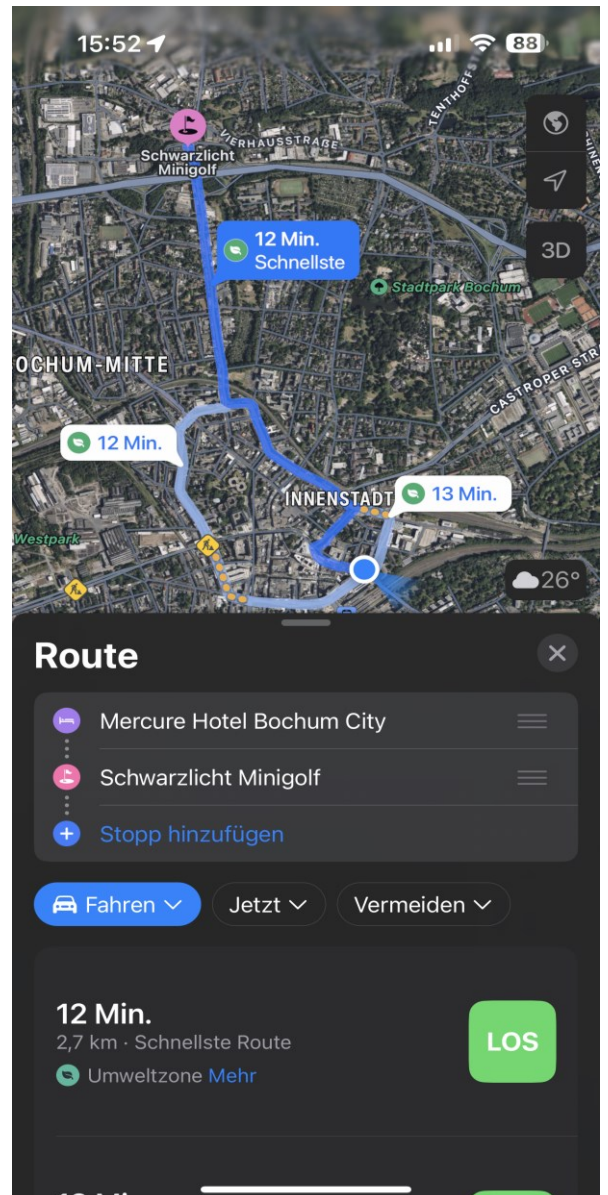 15:52
88
TENTHOFFST
VIERHAUSSTRAßE
Schwarzlicht
Minigolf
12 Min.
Schnellste
3D
Stadtpark Bochum
OCHUM-MITTE
CASTROPER STR
12 Min.
INNENSTADT
13 Min.
Westpark
26°
Route
Mercure Hotel Bochum City
Schwarzlicht Minigolf
Stopp hinzufügen
Fahren
Jetzt
Vermeiden
12 Min.
2,7 km · Schnellste Route
LOS
Umweltzone Mehr